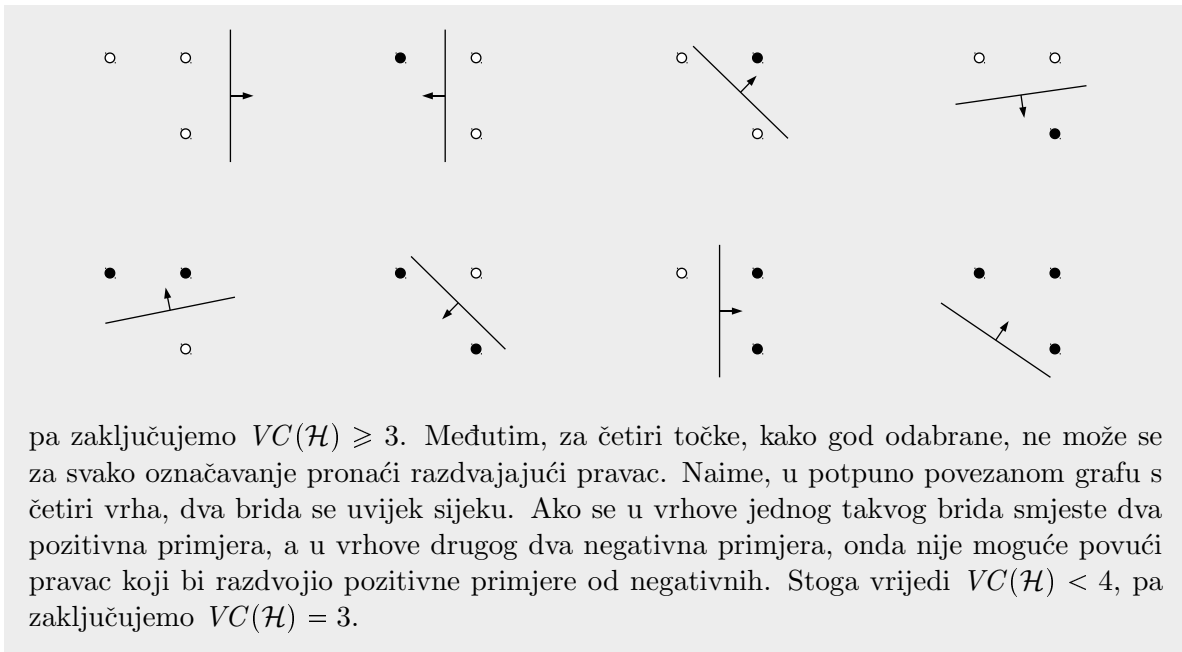 pa zaključujemo VC(ℋ) ⩾ 3. Međutim, za četiri točke, kako god odabrane, ne može se
za svako označavanje pronaći razdvajajući pravac. Naime, u potpuno povezanom grafu s
četiri vrha, dva brida se uvijek sijeku. Ako se u vrhove jednog takvog brida smjeste dva
pozitivna primjera, a u vrhove drugog dva negativna primjera, onda nije moguće povući
pravac koji bi razdvojio pozitivne primjere od negativnih. Stoga vrijedi VC(ℋ) < 4, pa
zaključujemo VC(ℋ) = 3.